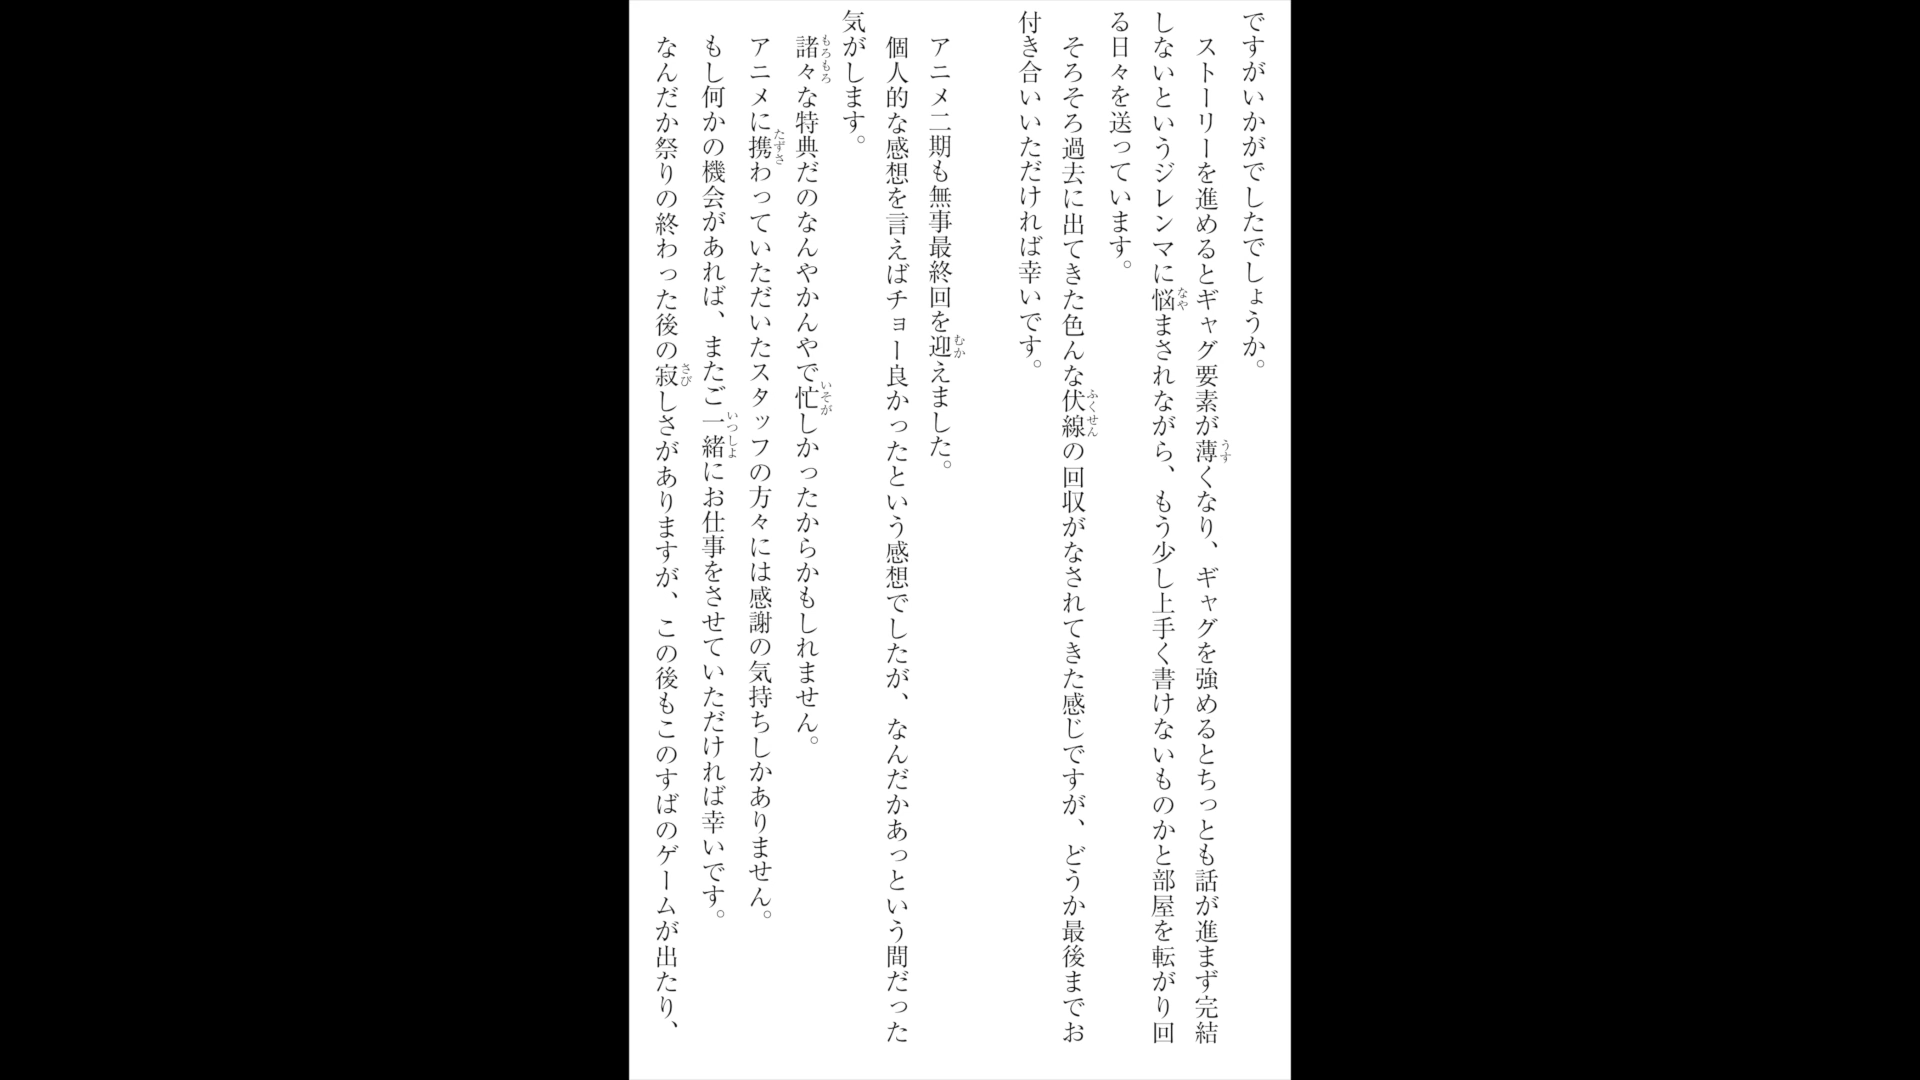 ですがいかがでしたでしょうか。
ストーリーを進めるとギャグ要素が薄くなり、ギャグを強めるとちっとも話が進まず完結
しないというジレンマに悩まされながら、もう少し上手く書けないものかと部屋を転がり回
る日々を送っています。
そろそろ過去に出てきた色んな伏線の回収がなされてきた感じですが、どうか最後までお
付き合いいただければ幸いです。
アニメ二期も無事最終回を迎えました。
個人的な感想を言えばチョー良かったという感想でしたが、なんだかあっという間だった
気がします。
諸々な特典だのなんやかんやで忙しかったからかもしれません。
アニメに携わっていただいたスタッフの方々には感謝の気持ちしかありません。
もし何かの機会があれば、またご一緒にお仕事をさせていただければ幸いです。
なんだか祭りの終わった後の寂しさがありますが、この後もこのすばのゲームが出たり、